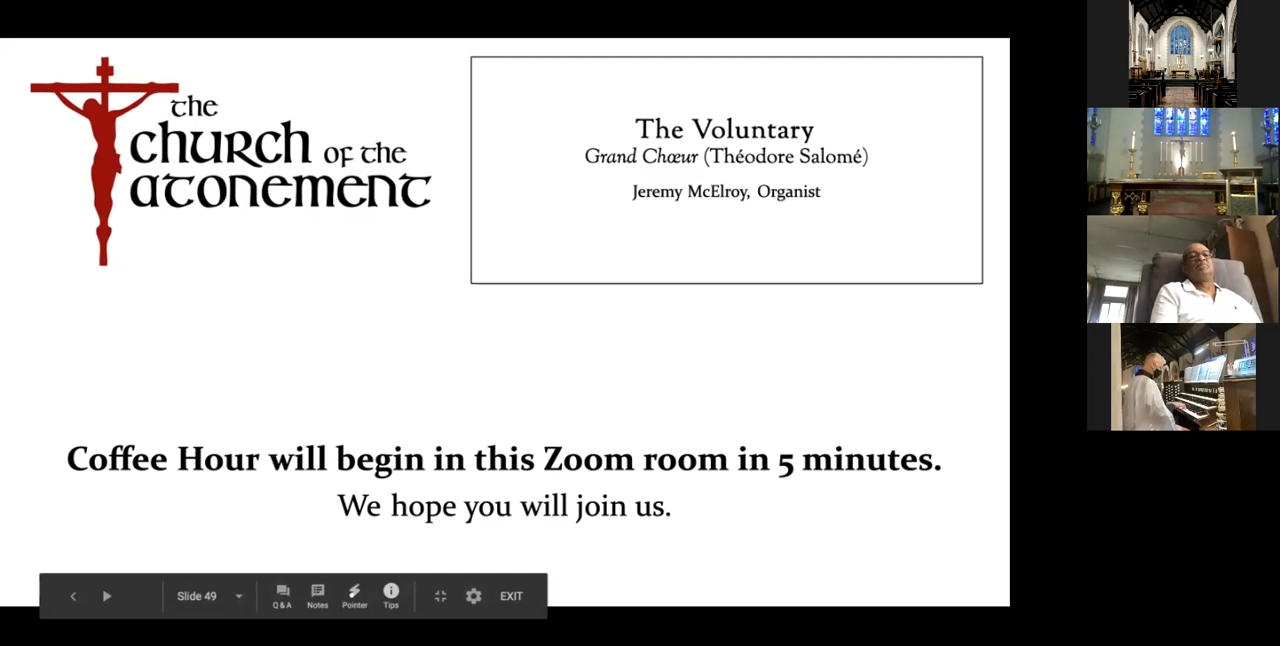 the
church of the
atonement
The Voluntary
Grand Chœur (Théodore Salomé)
Jeremy McElroy, Organist
Coffee Hour will begin in this Zoom room in 5 minutes.
We hope you will join us.
Slide 49
Q & A Notes Pointer Tips
EXIT